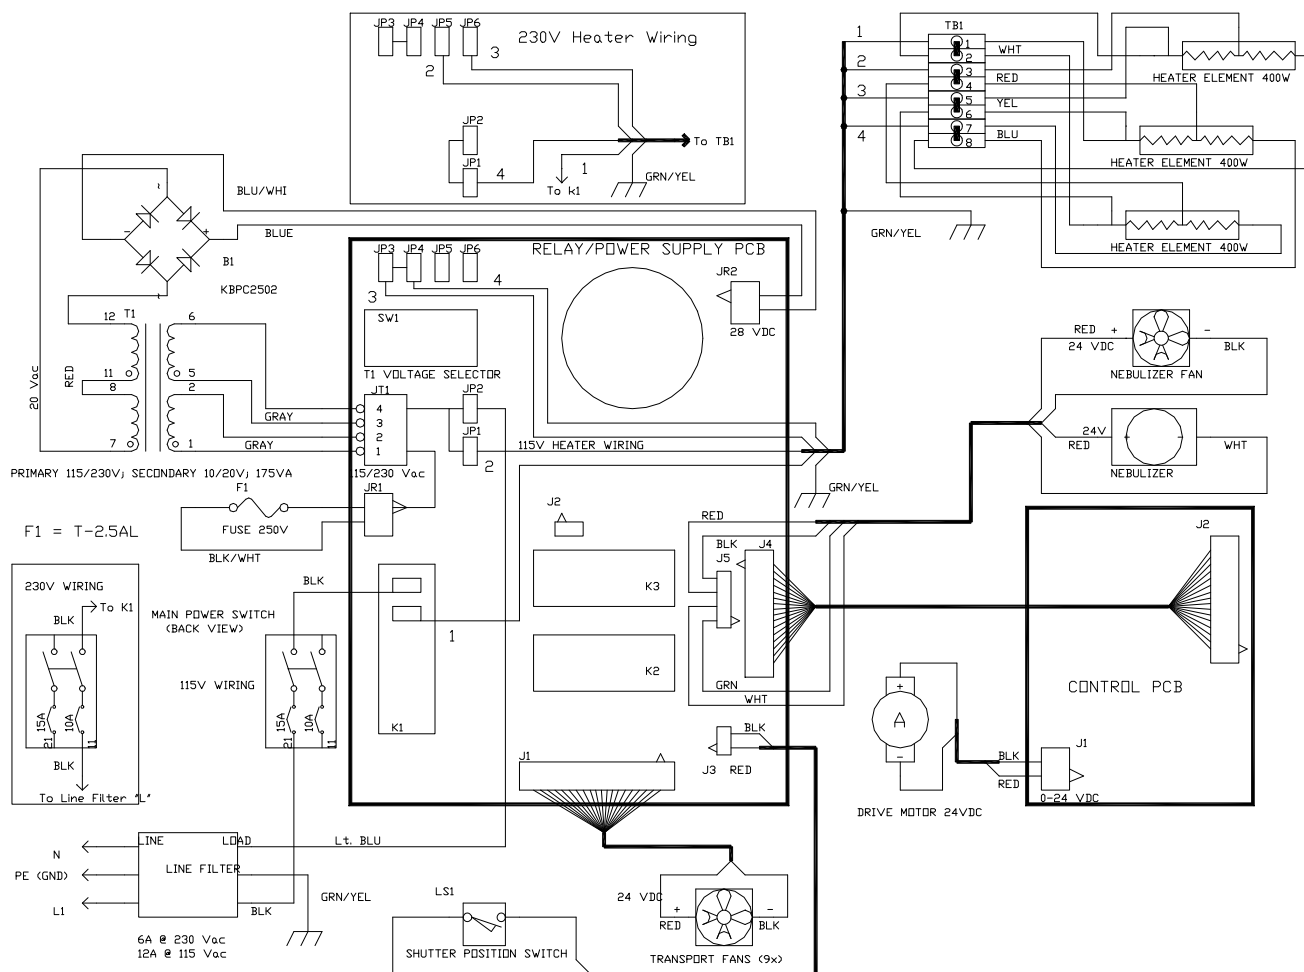 JP3 JP4 JP5 JP6
230V Heater Wiring
3
2
JP2
JP1
4
1
To k1
To TB1
GRN/YEL
1
2
3
4
TB1
1
2
3
4
5
6
7
8
WHT
RED
YEL
BLU
HEATER ELEMENT 400W
HEATER ELEMENT 400W
HEATER ELEMENT 400W
GRN/YEL
BLU/WHI
BLUE
~
-
+
~
B1
KBPC2502
12 T1 6
11 5
8 2
7 1
20 Vac
RED
GRAY
GRAY
PRIMARY 115/230V; SECONDARY 10/20V; 175VA
RELAY/POWER SUPPLY PCB
JP3 JP4 JP5 JP6
4
3
SW1
T1 VOLTAGE SELECTOR
JR2
28 VDC
JT1
4
3
2
1
JP2
JP1
2
115V HEATER WIRING
115/230 Vac
JR1
F1
FUSE 250V
BLK/WHT
F1 = T-2.5AL
GRN/YEL
J2
RED
BLK
J5
J4
K3
K2
GRN
WHT
K1
1
BLK
J3 RED
J1
RED + - BLK
24 VDC
NEBULIZER FAN
24V
RED
WHT
NEBULIZER
J2
CONTROL PCB
J1
BLK
RED
0-24 VDC
+
A
-
DRIVE MOTOR 24VDC
230V WIRING
To K1
BLK
15A
10A
21
11
BLK
To Line Filter "L"
BLK
MAIN POWER SWITCH
(BACK VIEW)
115V WIRING
15A
10A
21
11
LINE LOAD
LINE FILTER
N
PE (GND)
L1
Lt. BLU
GRN/YEL
BLK
6A @ 230 Vac
12A @ 115 Vac
LS1
SHUTTER POSITION SWITCH
24 VDC
+ -
RED BLK
TRANSPORT FANS (9x)